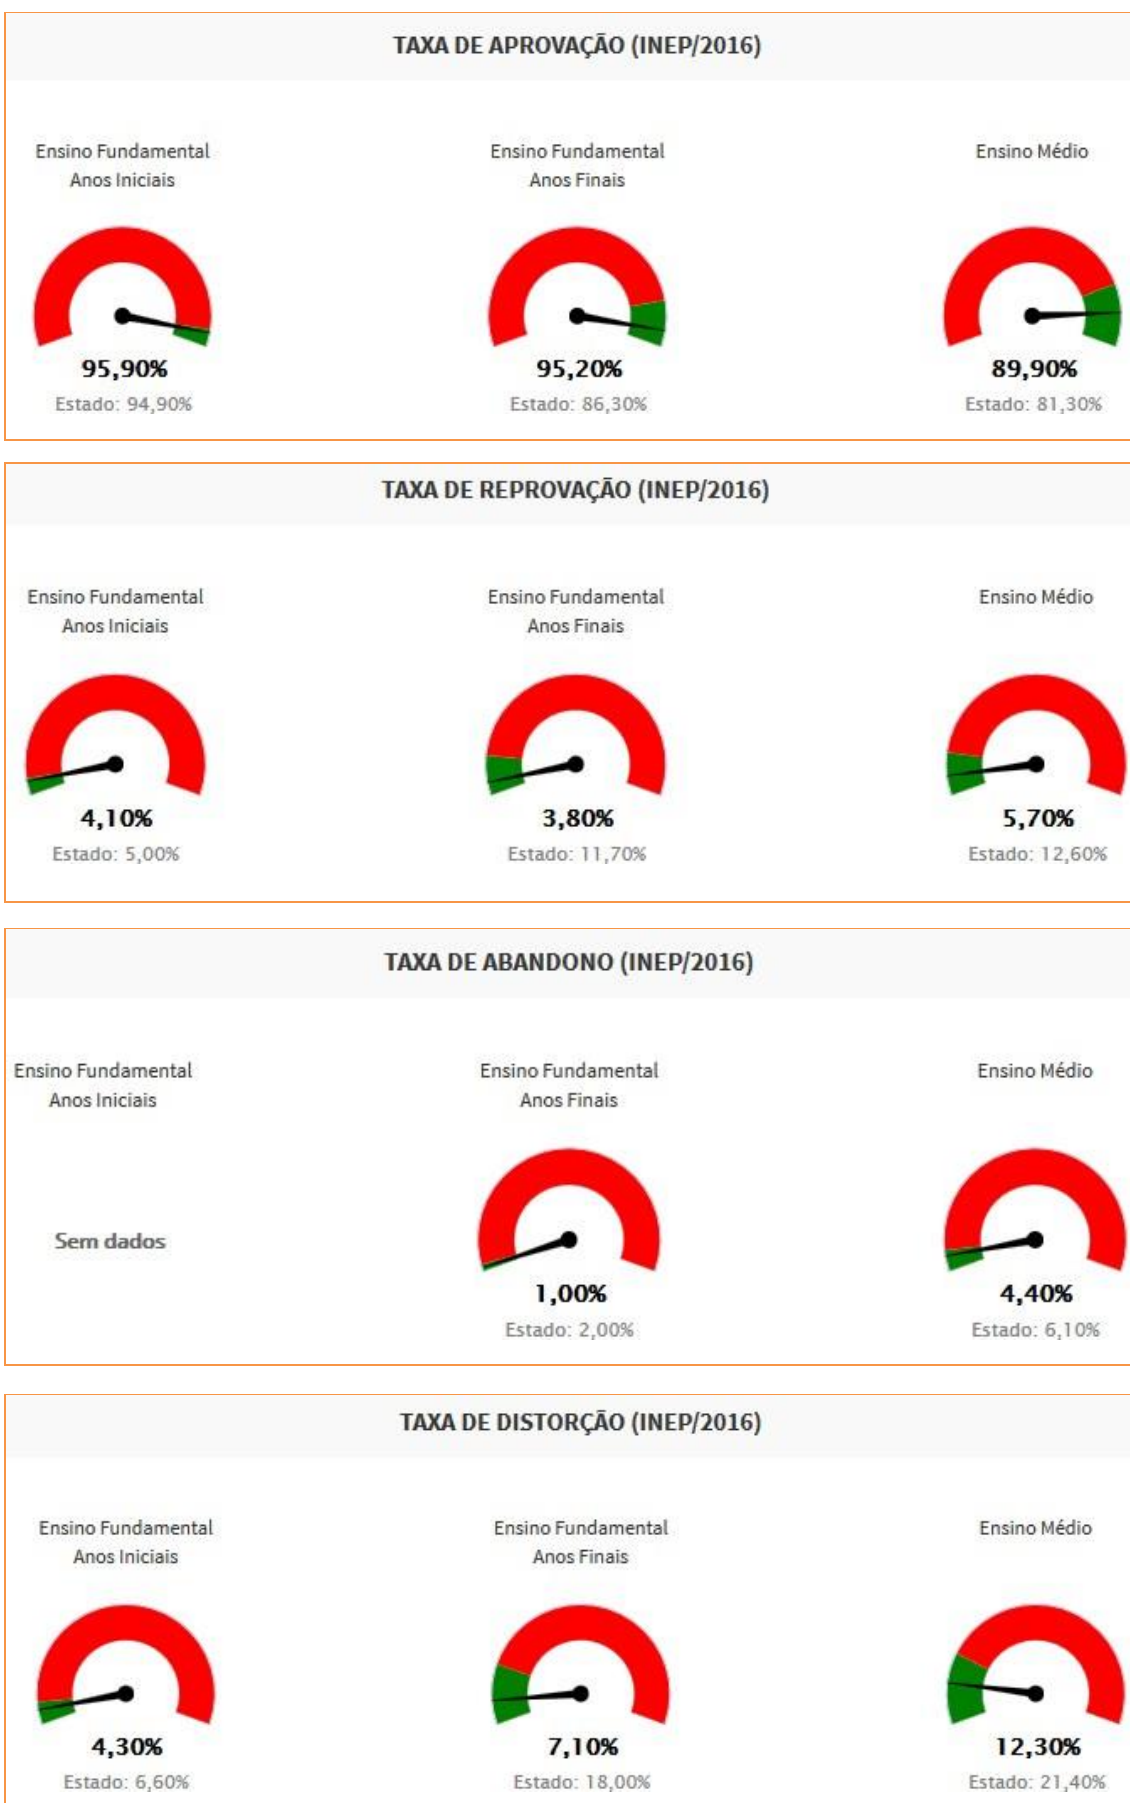 TAXA DE APROVAÇÃO (INEP/2016)
Ensino Fundamental
Anos Iniciais
95,90%
Estado: 94,90%
Ensino Fundamental
Anos Finais
95,20%
Estado: 86,30%
Ensino Médio
89,90%
Estado: 81,30%
TAXA DE REPROVAÇÃO (INEP/2016)
Ensino Fundamental
Anos Iniciais
4,10%
Estado: 5,00%
Ensino Fundamental
Anos Finais
3,80%
Estado: 11,70%
Ensino Médio
5,70%
Estado: 12,60%
TAXA DE ABANDONO (INEP/2016)
Ensino Fundamental
Anos Iniciais
Sem dados
Ensino Fundamental
Anos Finais
1,00%
Estado: 2,00%
Ensino Médio
4,40%
Estado: 6,10%
TAXA DE DISTORÇÃO (INEP/2016)
Ensino Fundamental
Anos Iniciais
4,30%
Estado: 6,60%
Ensino Fundamental
Anos Finais
7,10%
Estado: 18,00%
Ensino Médio
12,30%
Estado: 21,40%